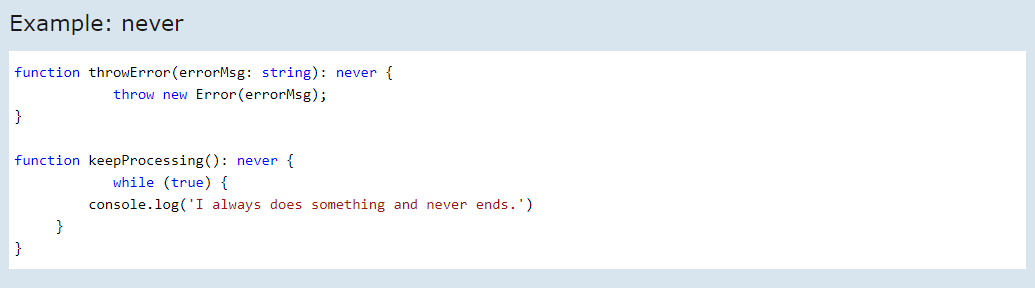 Example: never
function throwError(errorMsg: string): never {
throw new Error(errorMsg);
}
function keepProcessing(): never {
while (true) {
console.log('I always does something and never ends.')
}
}